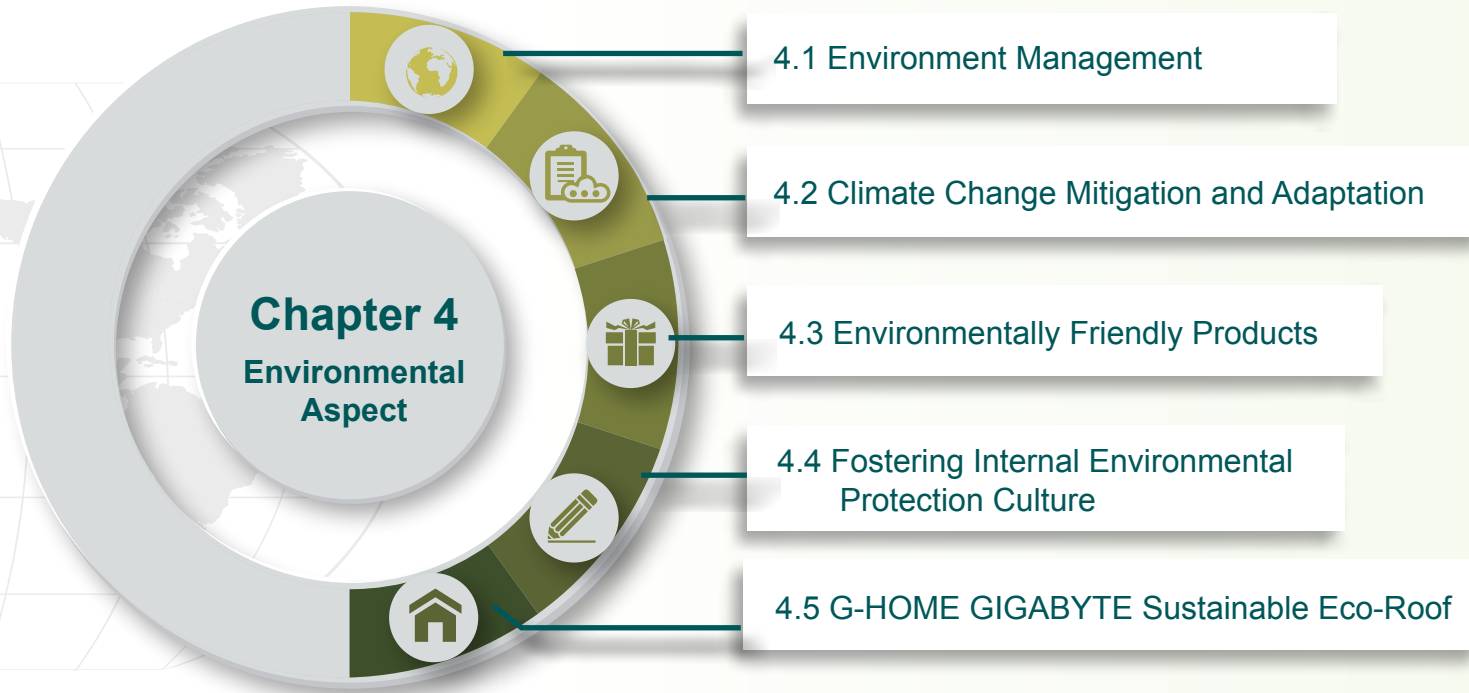 Chapter 4
Environmental
Aspect
4.1 Environment Management
4.2 Climate Change Mitigation and Adaptation
4.3 Environmentally Friendly Products
4.4 Fostering Internal Environmental
Protection Culture
4.5 G-HOME GIGABYTE Sustainable Eco-Roof